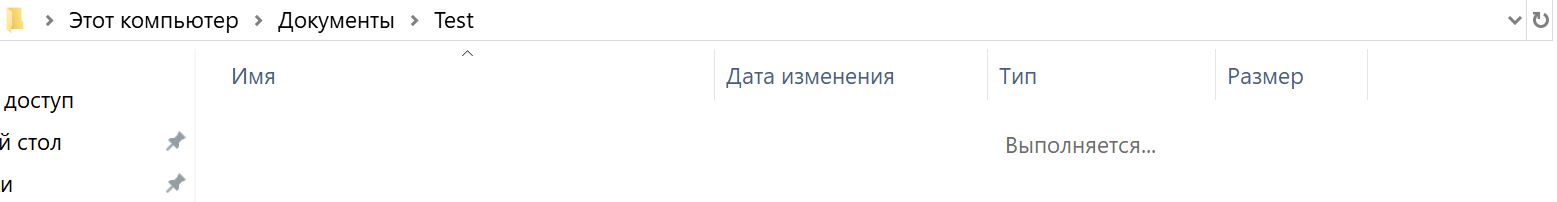 Этот компьютер > Документы > Test
Имя Дата изменения Тип Размер
доступ
й стол
Выполняется...
и